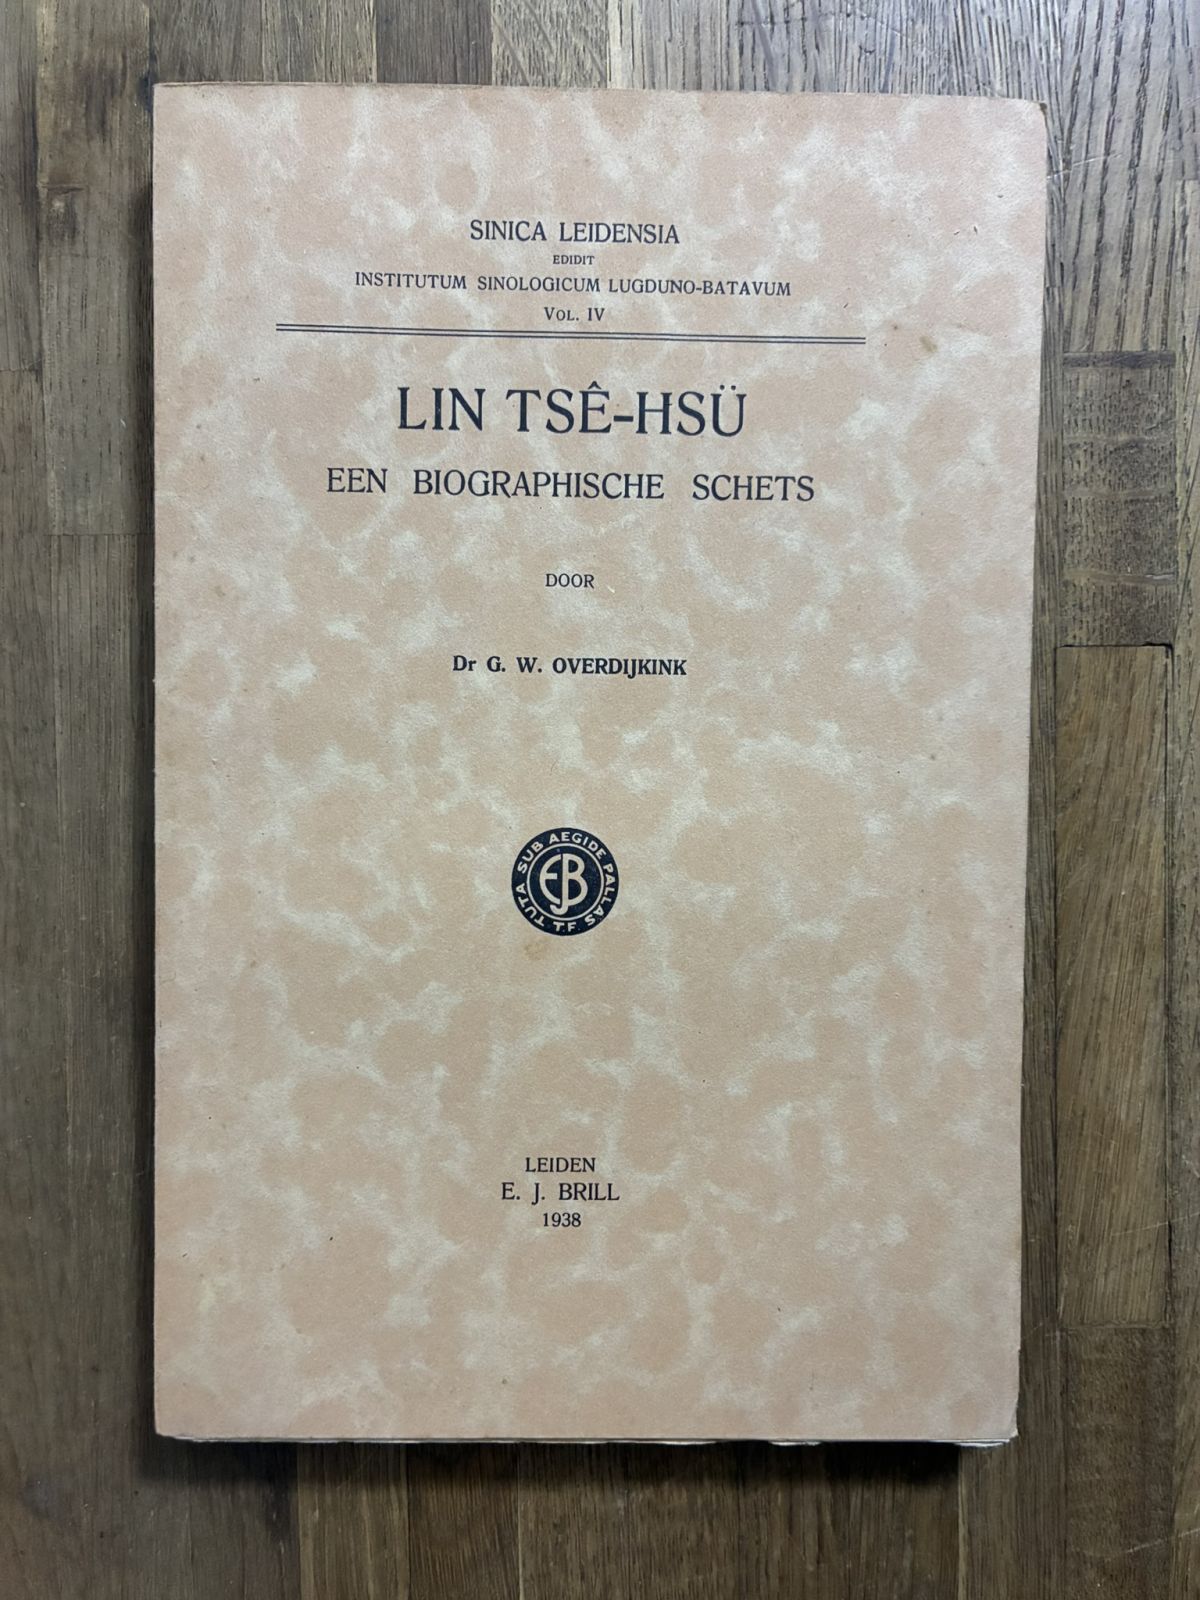 SINICA LEIDENSIA
EDIDIT
INSTITUTUM SINOLOGICUM LUGDUNO-BATAVUM
VOL. IV
LIN TSÊ-HSÜ
EEN BIOGRAPHISCHE SCHETS
DOOR
Dr G. W. OVERDIJKINK
TUTA SUB AEGIDE PALLAS
EJB
T.F.
LEIDEN
E. J. BRILL
1938